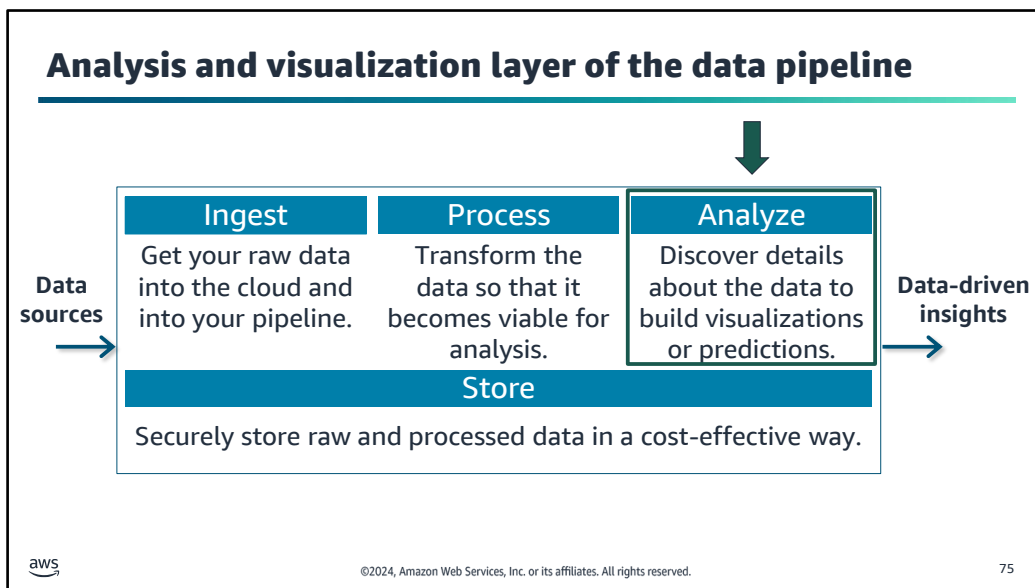 Analysis and visualization layer of the data pipeline
Data
sources
Ingest
Get your raw data
into the cloud and
into your pipeline.
Process
Transform the
data so that it
becomes viable for
analysis.
Analyze
Discover details
about the data to
build visualizations
or predictions.
Data-driven
insights
Store
Securely store raw and processed data in a cost-effective way.
aws
©2024, Amazon Web Services, Inc. or its affiliates. All rights reserved.
75